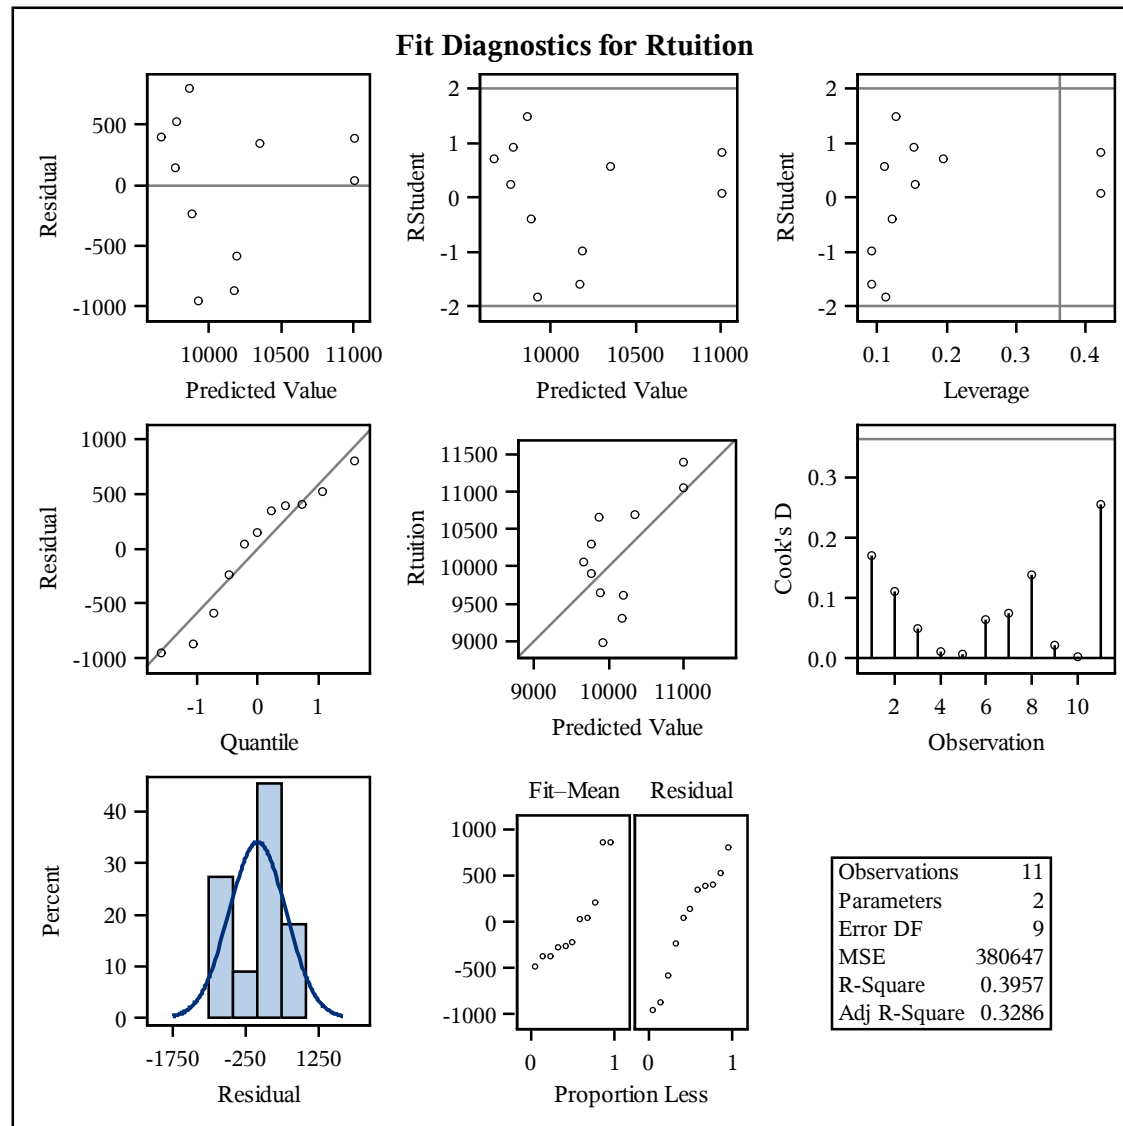 Fit Diagnostics for Rtuition
Residual
500
0
-500
-1000
10000 10500 11000
Predicted Value
RStudent
2
1
0
-1
-2
10000 10500 11000
Predicted Value
RStudent
2
1
0
-1
-2
0.1 0.2 0.3 0.4
Leverage
Residual
1000
500
0
-500
-1000
-1 0 1
Quantile
Rtuition
11500
11000
10500
10000
9500
9000
9000 10000 11000
Predicted Value
Cook's D
0.3
0.2
0.1
0.0
2 4 6 8 10
Observation
Percent
40
30
20
10
0
-1750 -250 1250
Residual
Fit–Mean Residual
1000
500
0
-500
-1000
0 1 0 1
Proportion Less
Observations 11
Parameters 2
Error DF 9
MSE 380647
R-Square 0.3957
Adj R-Square 0.3286